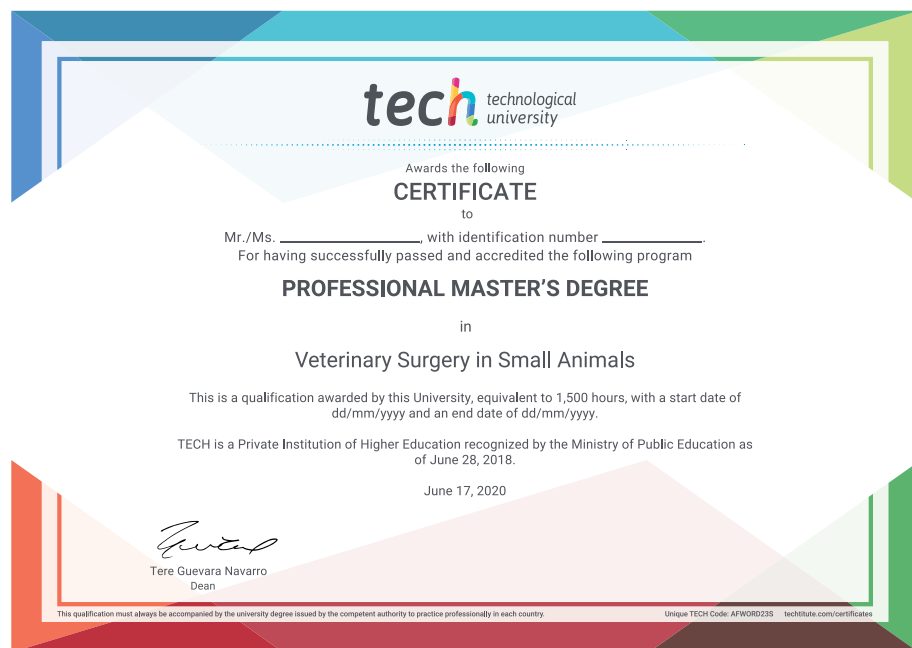 tech technological
university
Awards the following
CERTIFICATE
to
Mr./Ms. ____________________, with identification number ______________.
For having successfully passed and accredited the following program
PROFESSIONAL MASTER'S DEGREE
in
Veterinary Surgery in Small Animals
This is a qualification awarded by this University, equivalent to 1,500 hours, with a start date of
dd/mm/yyyy and an end date of dd/mm/yyyy.
TECH is a Private Institution of Higher Education recognized by the Ministry of Public Education as
of June 28, 2018.
June 17, 2020
Tere Guevara Navarro
Dean
This qualification must always be accompanied by the university degree issued by the competent authority to practice professionally in each country. Unique TECH Code: AFWORD23S techtitute.com/certificates